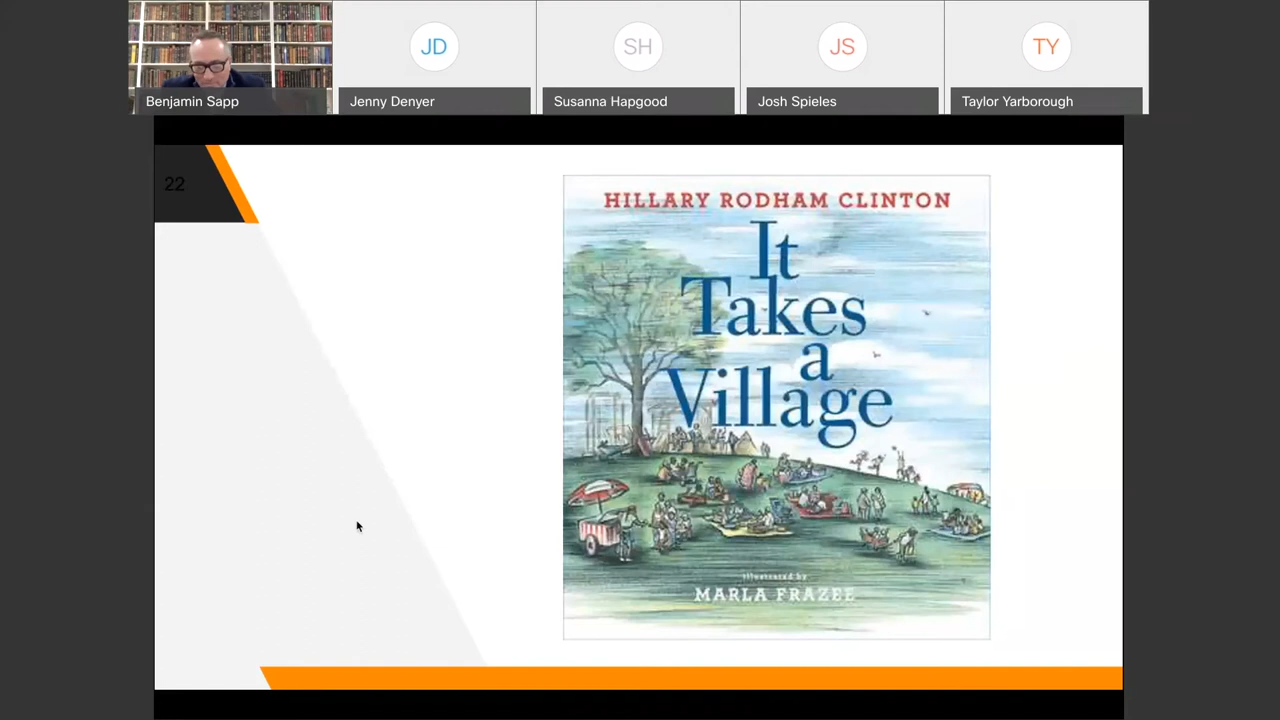 JD
SH
JS
TY
Benjamin Sapp
Jenny Denyer
Susanna Hapgood
Josh Spieles
Taylor Yarborough
22
HILLARY RODHAM CLINTON
It
Takes
a
Village
illustrated by
MARLA FRAZEE